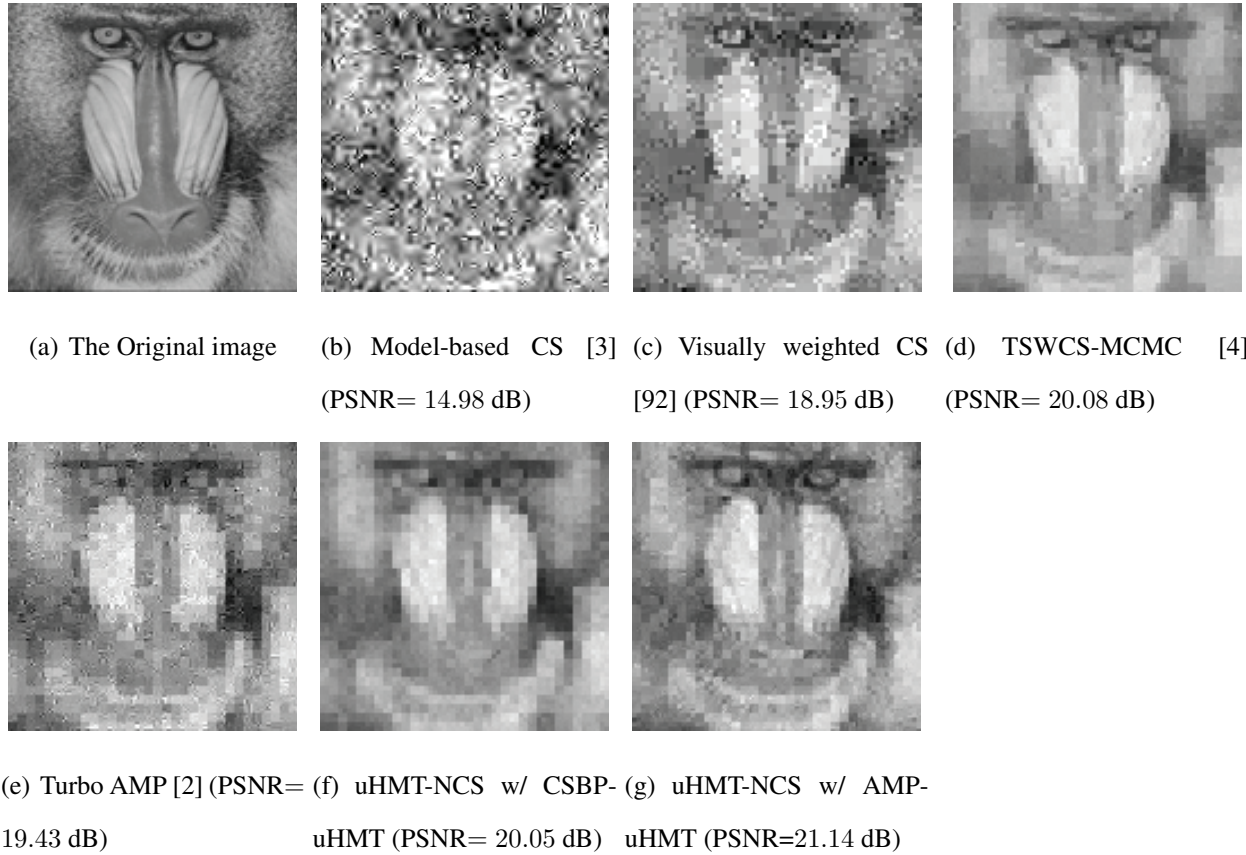 (a) The Original image
(b) Model-based CS [3]
(PSNR= 14.98 dB)
(c) Visually weighted CS
[92] (PSNR= 18.95 dB)
(d) TSWCS-MCMC [4]
(PSNR= 20.08 dB)
(e) Turbo AMP [2] (PSNR=
19.43 dB)
(f) uHMT-NCS w/ CSBP-
uHMT (PSNR= 20.05 dB)
(g) uHMT-NCS w/ AMP-
uHMT (PSNR=21.14 dB)